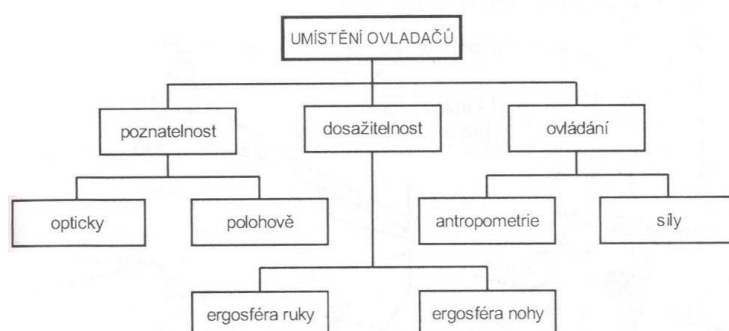 UMÍSTĚNÍ OVLADAČŮ
poznatelnost
dosažitelnost
ovládání
opticky
polohově
antropometrie
síly
ergosféra ruky
ergosféra nohy